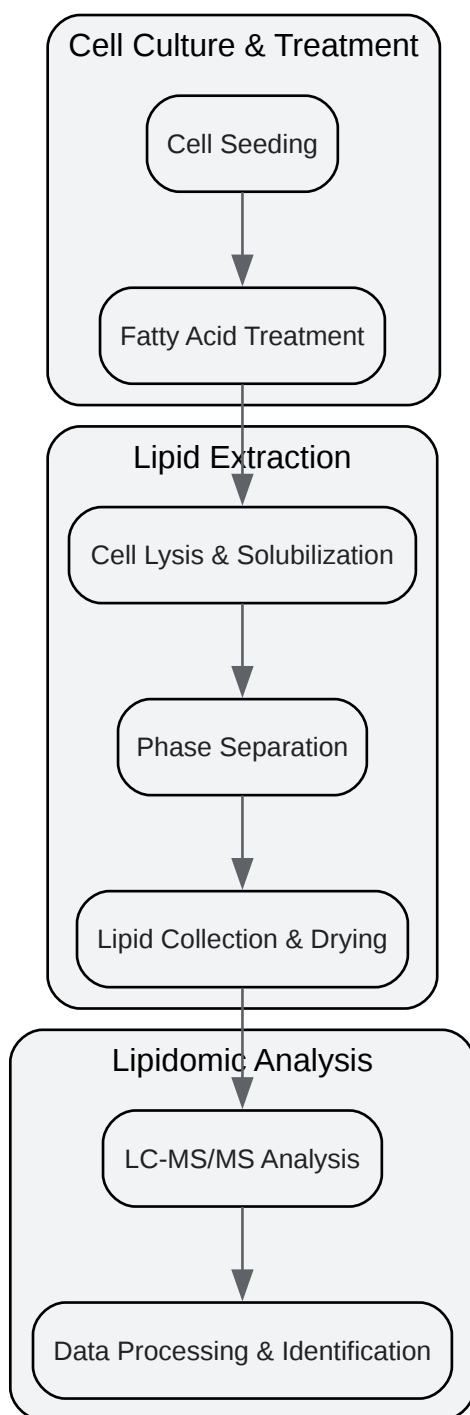 Cell Culture & Treatment
Cell Seeding
Fatty Acid Treatment
Lipid Extraction
Cell Lysis & Solubilization
Phase Separation
Lipid Collection & Drying
Lipidomic Analysis
LC-MS/MS Analysis
Data Processing & Identification